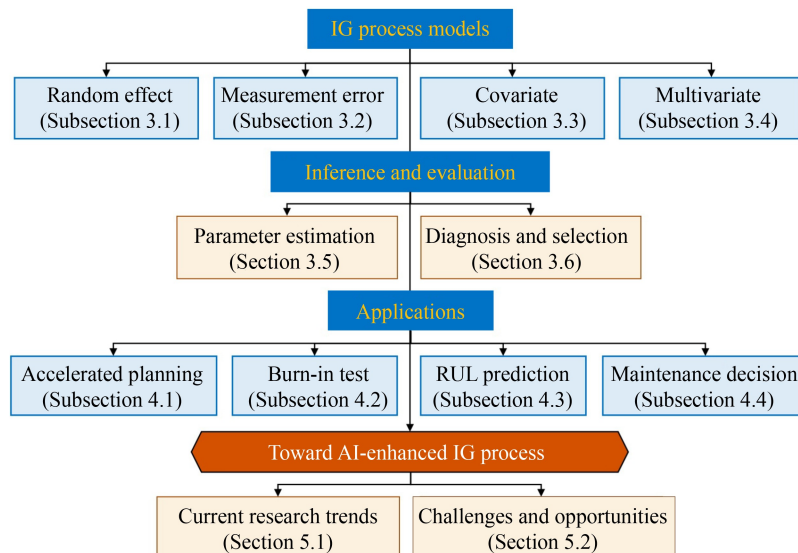 IG process models
Random effect
(Subsection 3.1)
Measurement error
(Subsection 3.2)
Covariate
(Subsection 3.3)
Multivariate
(Subsection 3.4)
Inference and evaluation
Parameter estimation
(Section 3.5)
Diagnosis and selection
(Section 3.6)
Applications
Accelerated planning
(Subsection 4.1)
Burn-in test
(Subsection 4.2)
RUL prediction
(Subsection 4.3)
Maintenance decision
(Subsection 4.4)
Toward AI-enhanced IG process
Current research trends
(Section 5.1)
Challenges and opportunities
(Section 5.2)